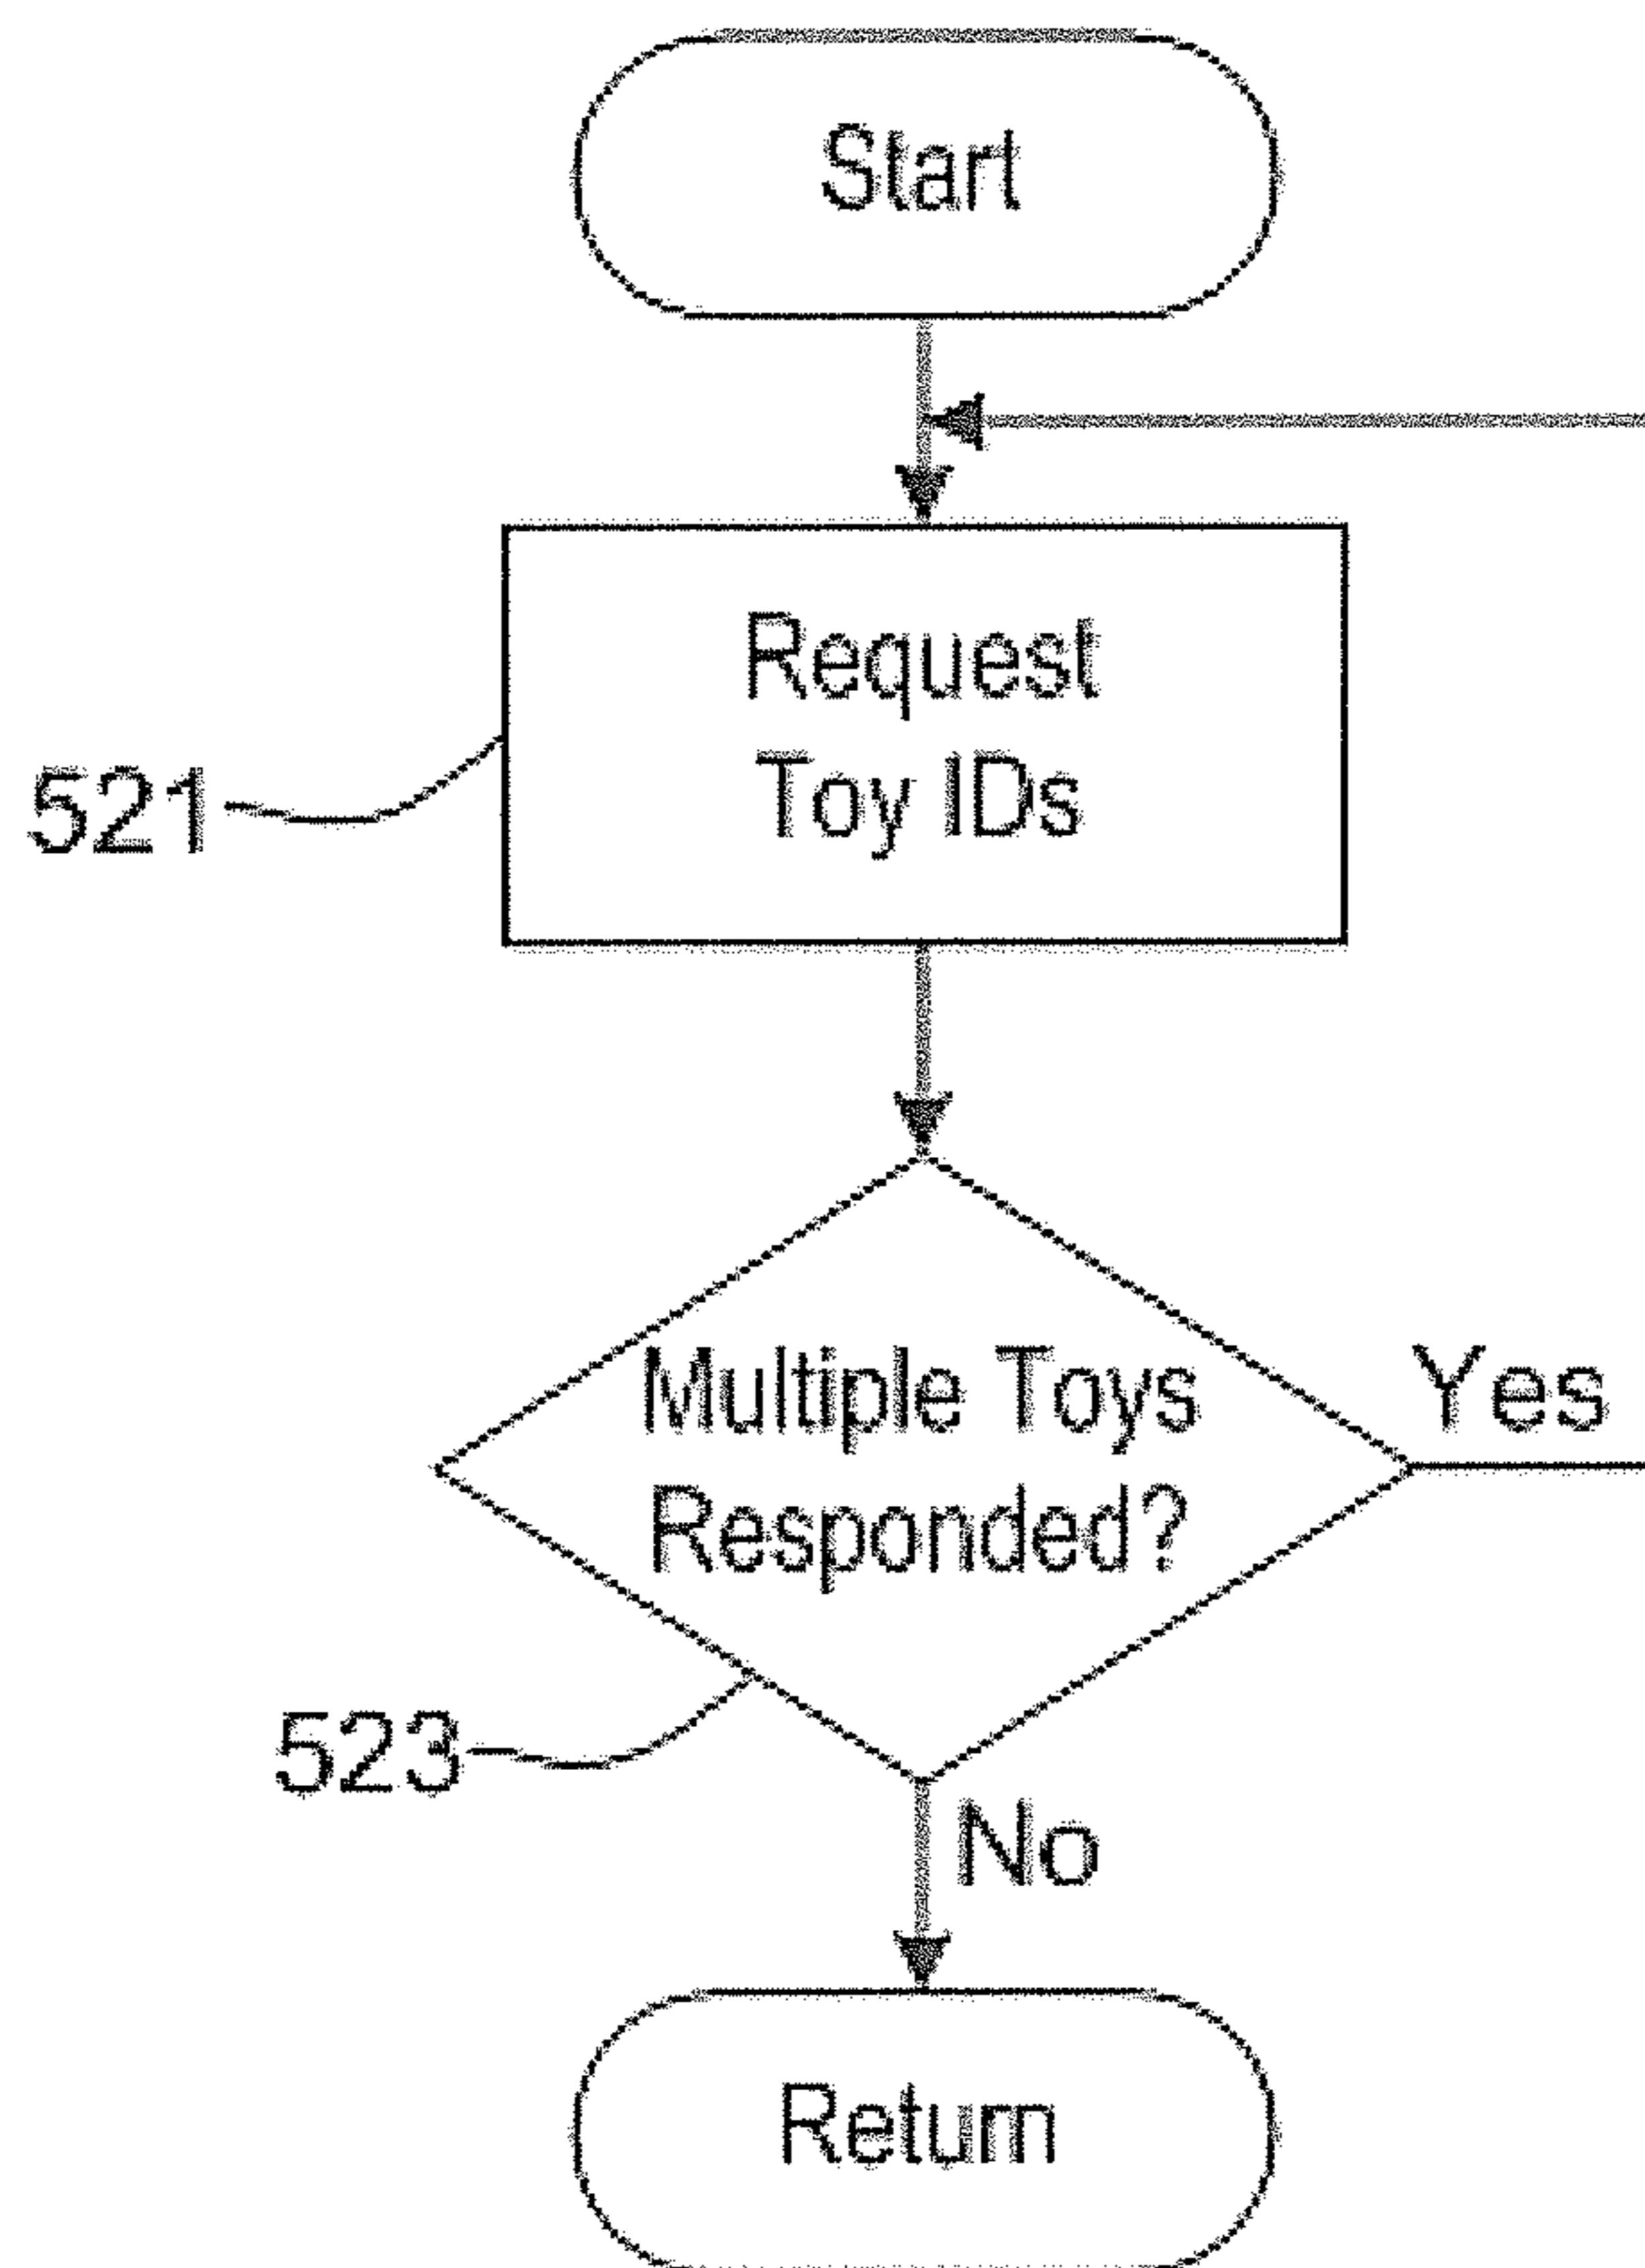 Start
Request
Toy IDs
521
Multiple Toys
Responded?
Yes
523
No
Return